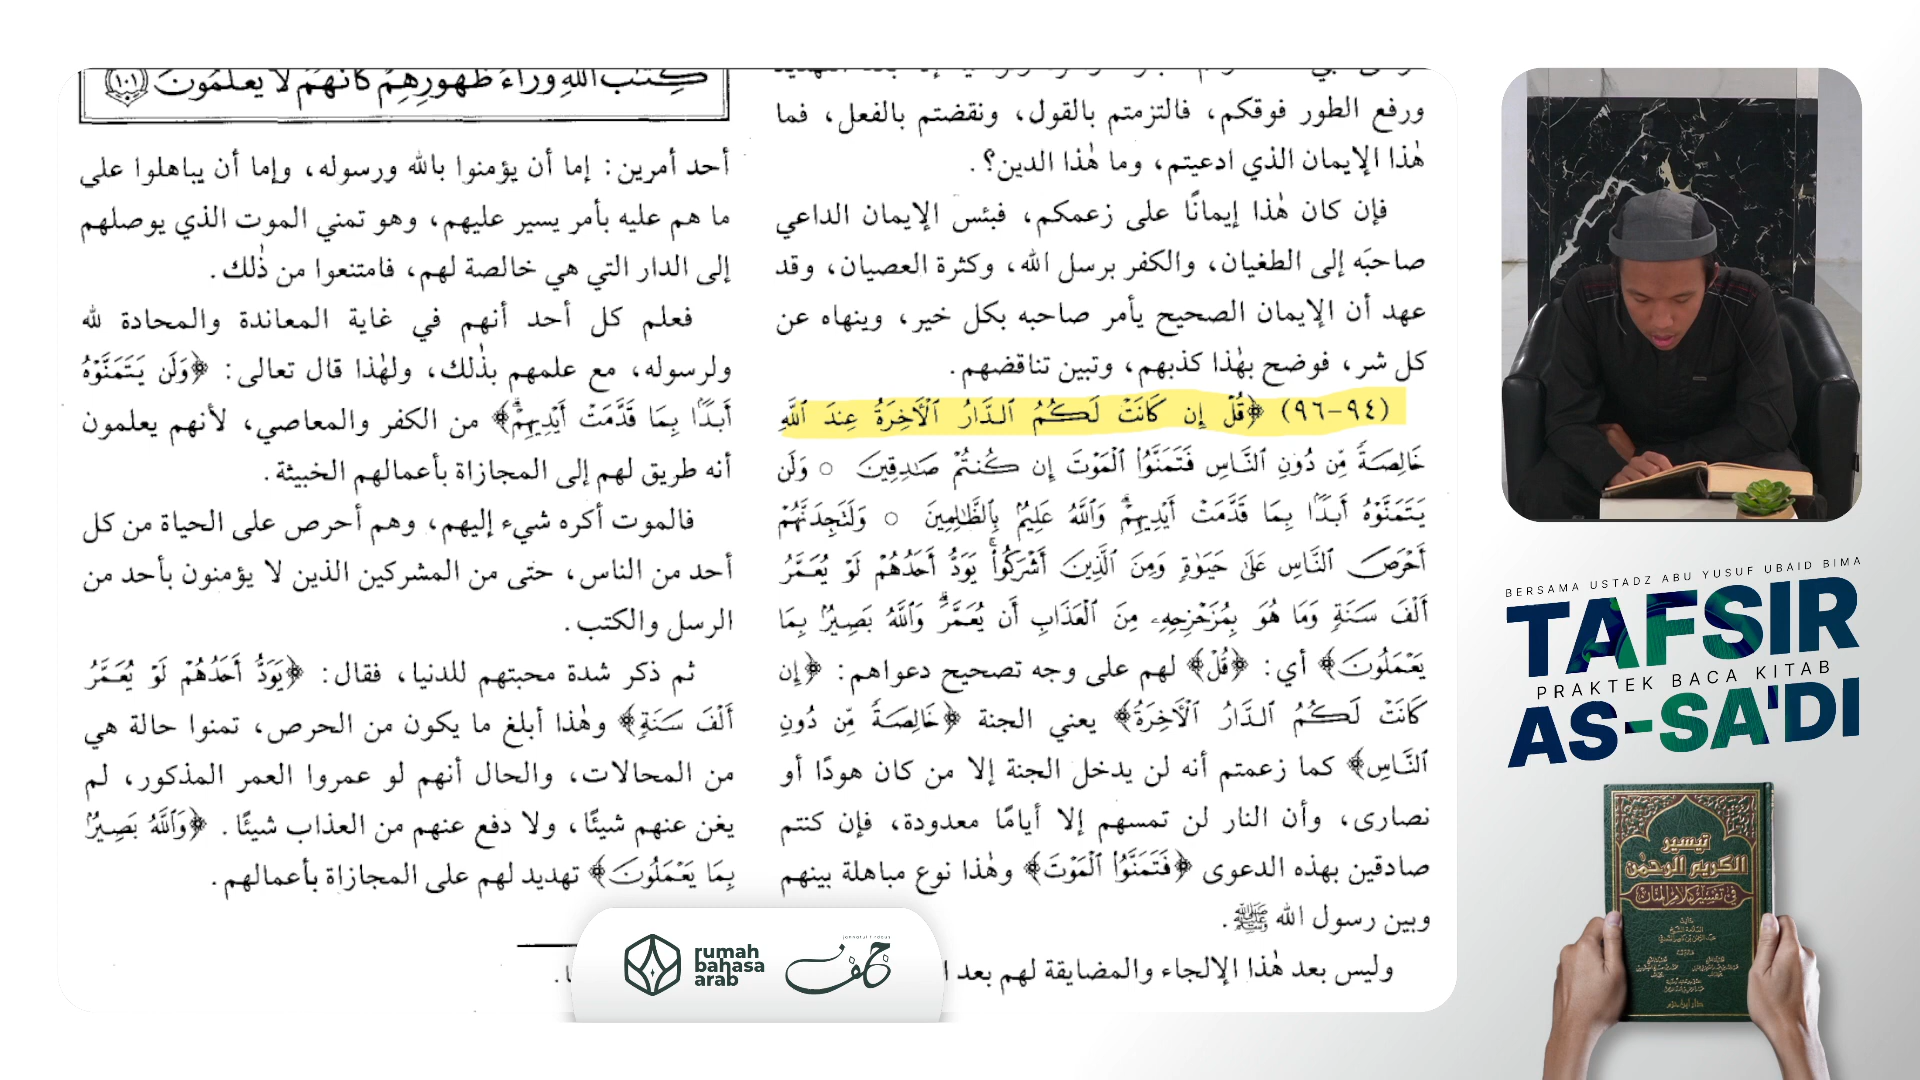 ورفع الطور فوقكم، فالتزمتم بالقول، ونقضتم بالفعل، فما
هٰذا الإيمان الذي ادعيتم، وما هٰذا الدين؟.
فإن كان هٰذا إيمانًا على زعمكم، فبئس الإيمان الداعي
صاحبَه إلى الطغيان، والكفر برسل الله، وكثرة العصيان، وقد
عهد أن الإيمان الصحيح يأمر صاحبه بكل خير، وينهاه عن
كل شر، فوضح بهٰذا كذبهم، وتبين تناقضهم.
(٩٤-٩٦) ﴿قُلْ إِن كَانَتْ لَكُمُ ٱلدَّارُ ٱلْأَخِرَةُ عِندَ ٱللَّهِ
خَالِصَةً مِّن دُونِ ٱلنَّاسِ فَتَمَنَّوُا۟ ٱلْمَوْتَ إِن كُنتُمْ صَـٰدِقِينَ ○ وَلَن
يَتَمَنَّوْهُ أَبَدًۢا بِمَا قَدَّمَتْ أَيْدِيهِمْ ۗ وَٱللَّهُ عَلِيمٌۢ بِٱلظَّـٰلِمِينَ ○ وَلَتَجِدَنَّهُمْ
أَحْرَصَ ٱلنَّاسِ عَلَىٰ حَيَوٰةٍ وَمِنَ ٱلَّذِينَ أَشْرَكُوا۟ ۚ يَوَدُّ أَحَدُهُمْ لَوْ يُعَمَّرُ
أَلْفَ سَنَةٍ وَمَا هُوَ بِمُزَحْزِحِهِۦ مِنَ ٱلْعَذَابِ أَن يُعَمَّرَ ۗ وَٱللَّهُ بَصِيرٌۢ بِمَا
يَعْمَلُونَ﴾ أي: ﴿قُلْ﴾ لهم على وجه تصحيح دعواهم: ﴿إِن
كَانَتْ لَكُمُ ٱلدَّارُ ٱلْأَخِرَةُ﴾ يعني الجنة ﴿خَالِصَةً مِّن دُونِ
ٱلنَّاسِ﴾ كما زعمتم أنه لن يدخل الجنة إلا من كان هودًا أو
نصارى، وأن النار لن تمسهم إلا أيامًا معدودة، فإن كنتم
صادقين بهذه الدعوى ﴿فَتَمَنَّوُا۟ ٱلْمَوْتَ﴾ وهٰذا نوع مباهلة بينهم
وبين رسول الله ﷺ.
وليس بعد هٰذا الإلجاء والمضايقة لهم بعد
كِتَـٰبَ ٱللَّهِ وَرَآءَ ظُهُورِهِمْ كَأَنَّهُمْ لَا يَعْلَمُونَ ١٠١
أحد أمرين: إما أن يؤمنوا بالله ورسوله، وإما أن يباهلوا على
ما هم عليه بأمر يسير عليهم، وهو تمني الموت الذي يوصلهم
إلى الدار التي هي خالصة لهم، فامتنعوا من ذٰلك.
فعلم كل أحد أنهم في غاية المعاندة والمحادة لله
ولرسوله، مع علمهم بذٰلك، ولهٰذا قال تعالى: ﴿وَلَن يَتَمَنَّوْهُ
أَبَدًۢا بِمَا قَدَّمَتْ أَيْدِيهِمْ ۗ﴾ من الكفر والمعاصي، لأنهم يعلمون
أنه طريق لهم إلى المجازاة بأعمالهم الخبيثة.
فالموت أكره شيء إليهم، وهم أحرص على الحياة من كل
أحد من الناس، حتى من المشركين الذين لا يؤمنون بأحد من
الرسل والكتب.
ثم ذكر شدة محبتهم للدنيا، فقال: ﴿يَوَدُّ أَحَدُهُمْ لَوْ يُعَمَّرُ
أَلْفَ سَنَةٍ﴾ وهٰذا أبلغ ما يكون من الحرص، تمنوا حالة هي
من المحالات، والحال أنهم لو عمروا العمر المذكور، لم
يغن عنهم شيئًا، ولا دفع عنهم من العذاب شيئًا. ﴿وَٱللَّهُ بَصِيرٌۢ
بِمَا يَعْمَلُونَ﴾ تهديد لهم على المجازاة بأعمالهم.
rumah
bahasa
arab
BERSAMA USTADZ ABU YUSUF UBAID BIMA
TAFSIR
PRAKTEK BACA KITAB
AS-SA'DI
تيسير
الكريم الرحمن
في تفسير كلام المنان